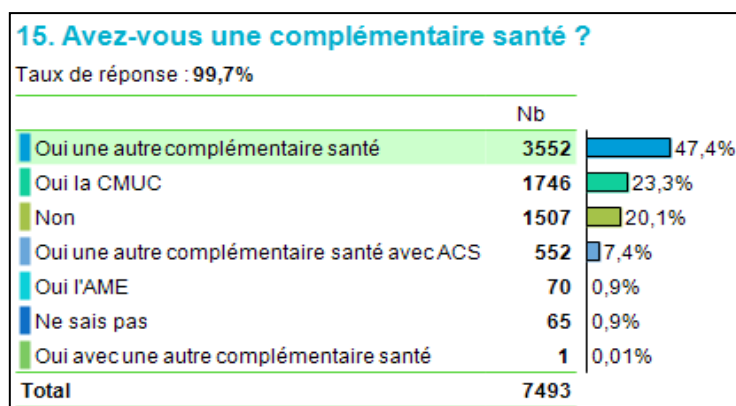 15. Avez-vous une complémentaire santé ?
Taux de réponse : 99,7%
Nb
Oui une autre complémentaire santé 3552 47,4%
Oui la CMUC 1746 23,3%
Non 1507 20,1%
Oui une autre complémentaire santé avec ACS 552 7,4%
Oui l'AME 70 0,9%
Ne sais pas 65 0,9%
Oui avec une autre complémentaire santé 1 0,01%
Total 7493